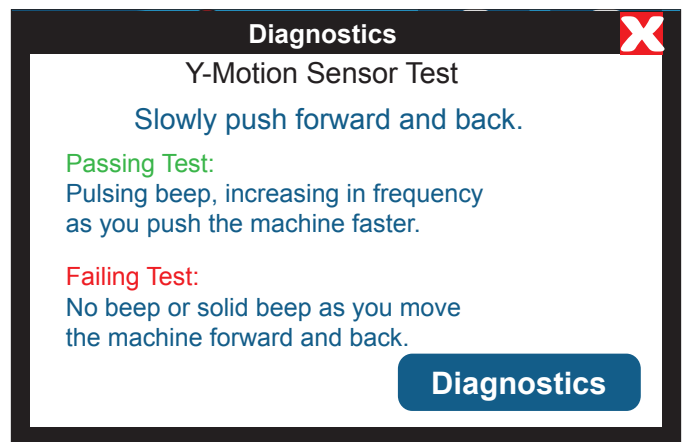 Diagnostics
Y-Motion Sensor Test
Slowly push forward and back.
Passing Test:
Pulsing beep, increasing in frequency
as you push the machine faster.
Failing Test:
No beep or solid beep as you move
the machine forward and back.
Diagnostics